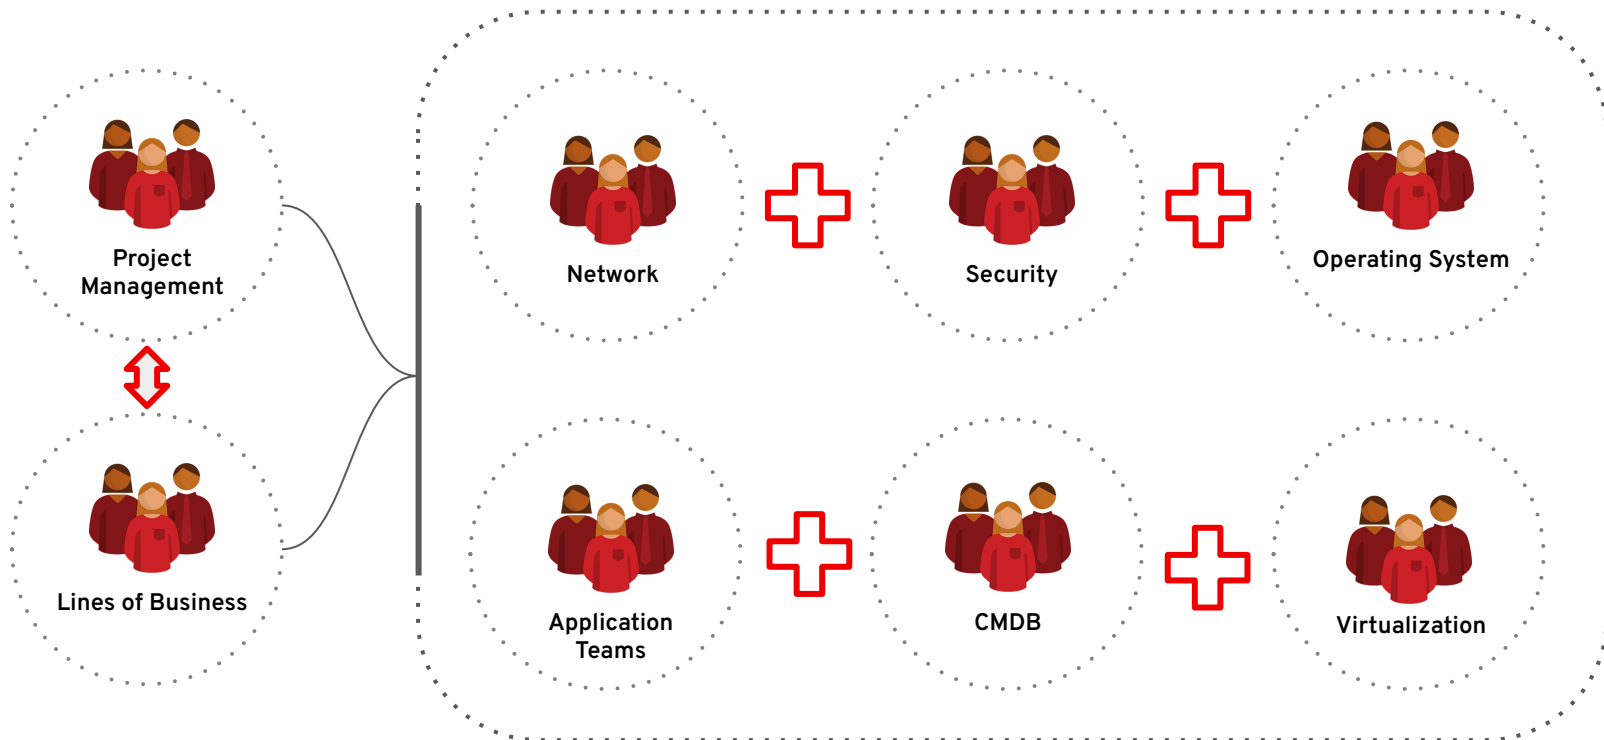 Project
Management
Lines of Business
Network
Security
Operating System
Application
Teams
CMDB
Virtualization